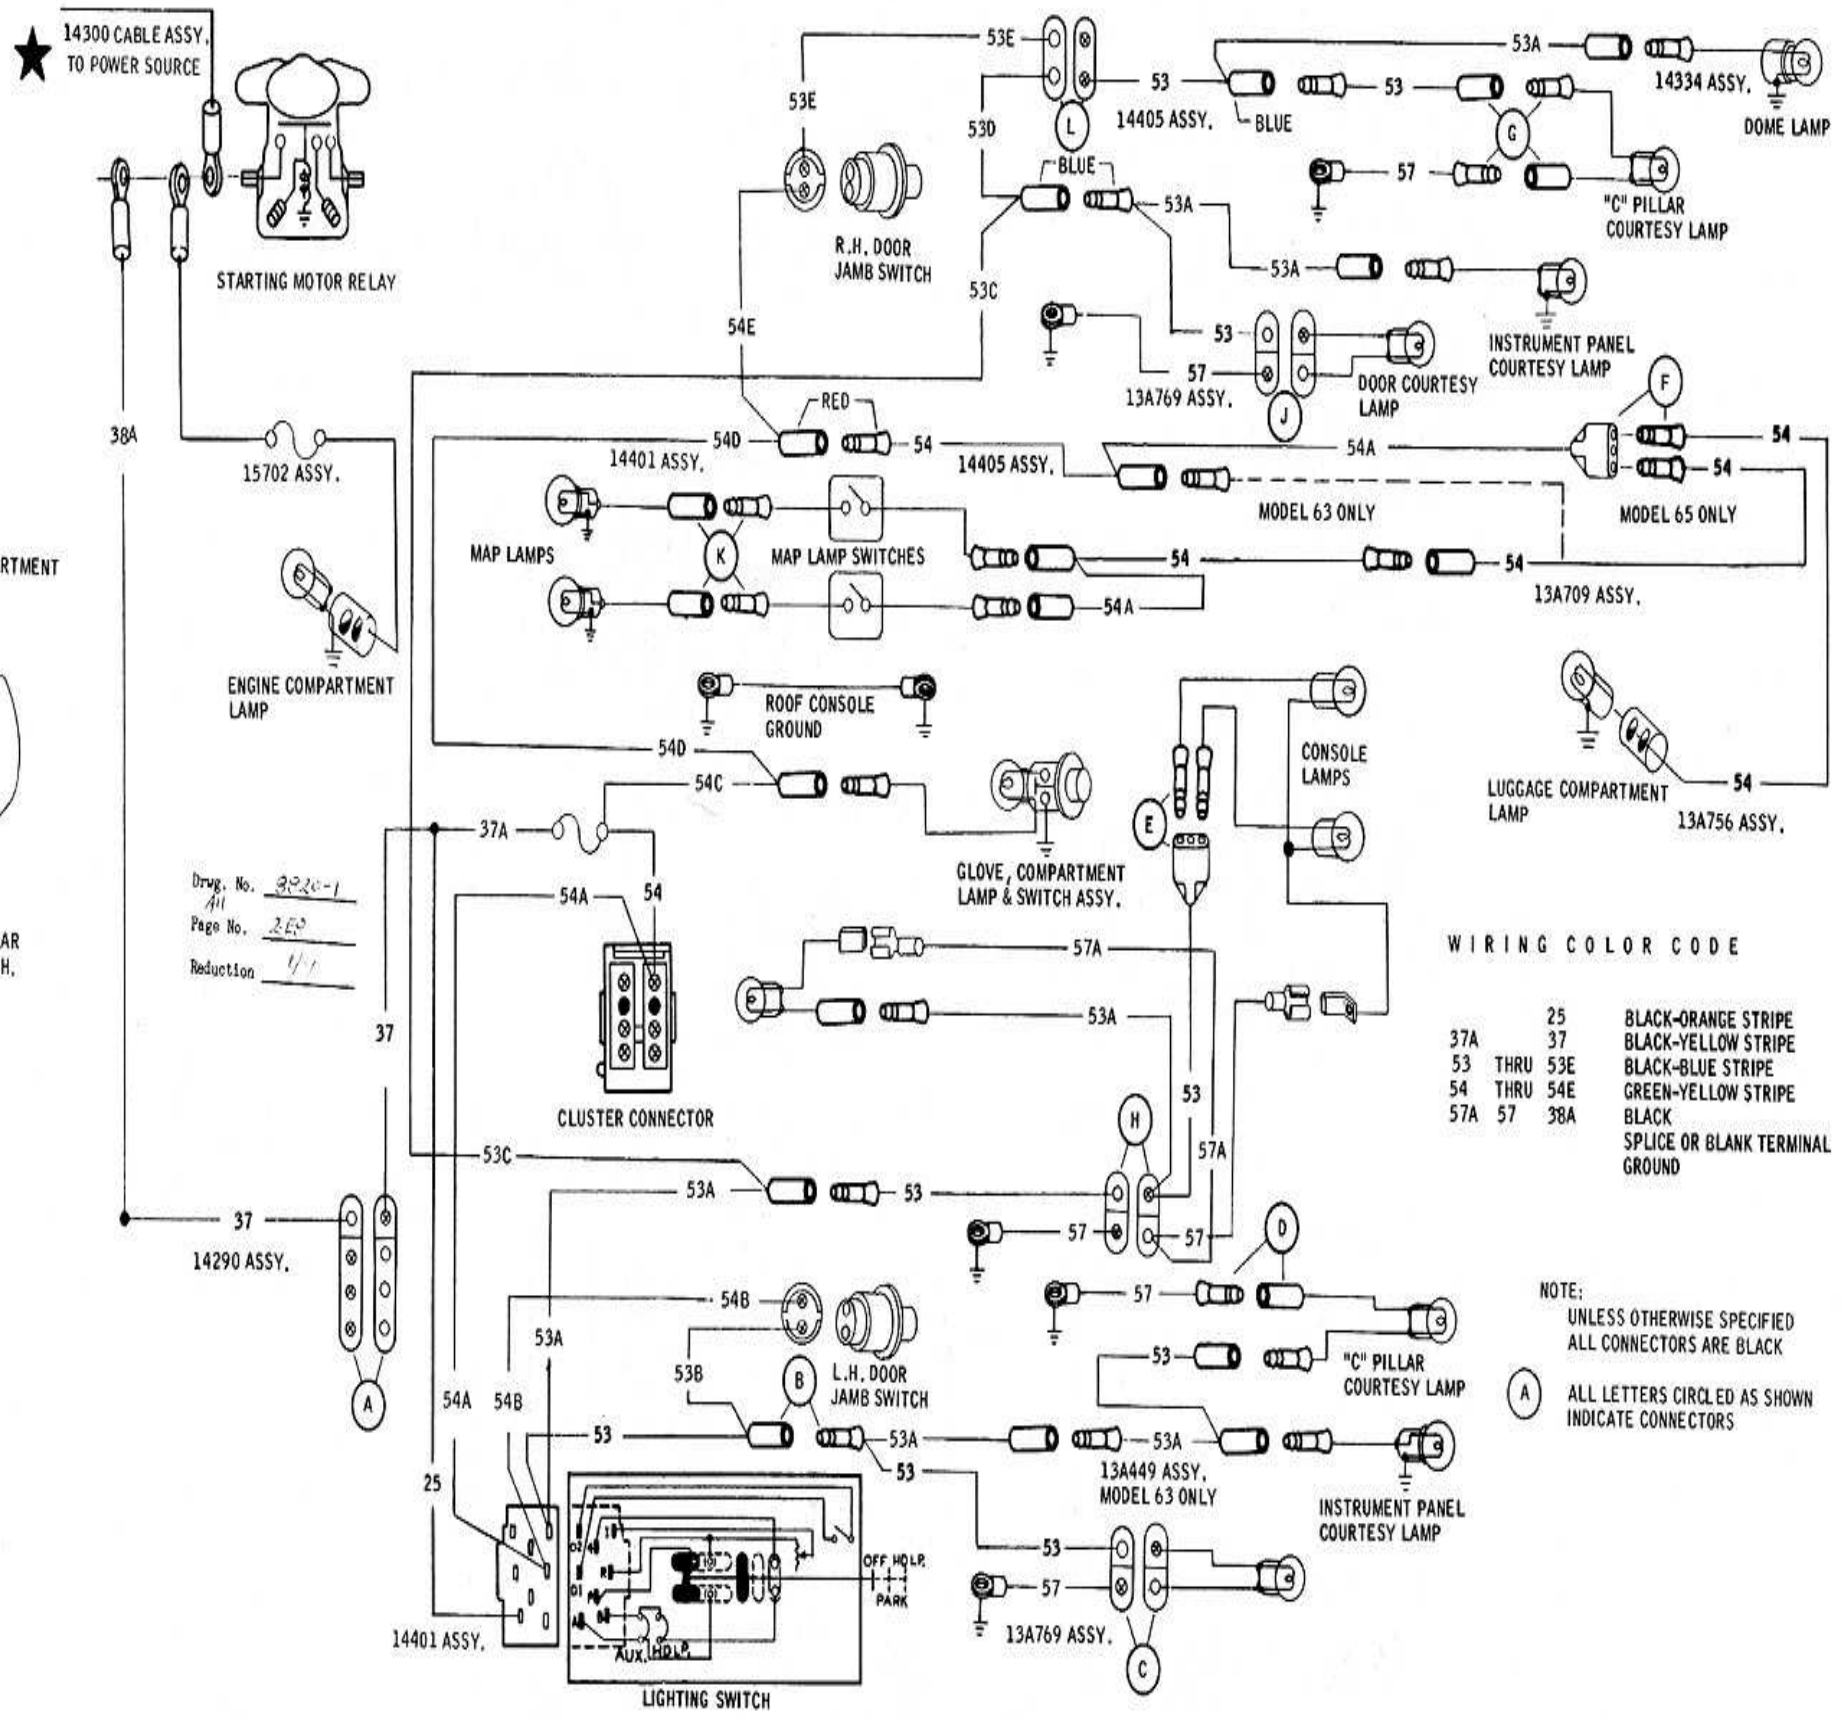 14300 CABLE ASSY.
TO POWER SOURCE
STARTING MOTOR RELAY
38A
15702 ASSY.
RTMENT
ENGINE COMPARTMENT
LAMP
53E
53E
53D
L
53
14405 ASSY.
BLUE
53
53A
14334 ASSY.
DOME LAMP
G
57
"C" PILLAR
COURTESY LAMP
R.H. DOOR
JAMB SWITCH
BLUE
53A
53C
53A
INSTRUMENT PANEL
COURTESY LAMP
54E
53
57
13A769 ASSY.
J
DOOR COURTESY
LAMP
F
RED
54D
14401 ASSY.
54
14405 ASSY.
54A
54
54
MODEL 63 ONLY
MODEL 65 ONLY
MAP LAMPS
K
MAP LAMP SWITCHES
54
54
54A
13A709 ASSY.
ROOF CONSOLE
GROUND
54D
54C
CONSOLE
LAMPS
LUGGAGE COMPARTMENT
LAMP
54
13A756 ASSY.
37A
E
GLOVE, COMPARTMENT
LAMP & SWITCH ASSY.
Drwg. No.
All
Page No.
Reduction
AR
H.
54A
54
37
57A
53A
CLUSTER CONNECTOR
53
57A
H
WIRING COLOR CODE
25 BLACK-ORANGE STRIPE
37A 37 BLACK-YELLOW STRIPE
53 THRU 53E BLACK-BLUE STRIPE
54 THRU 54E GREEN-YELLOW STRIPE
57A 57 38A BLACK
SPLICE OR BLANK TERMINAL
GROUND
53C
53A
53
57
57
37
14290 ASSY.
A
D
57
54B
53A
53B
B
L.H. DOOR
JAMB SWITCH
53
"C" PILLAR
COURTESY LAMP
NOTE:
UNLESS OTHERWISE SPECIFIED
ALL CONNECTORS ARE BLACK
A
ALL LETTERS CIRCLED AS SHOWN
INDICATE CONNECTORS
54A
54B
53
53A
53A
53
13A449 ASSY.
MODEL 63 ONLY
INSTRUMENT PANEL
COURTESY LAMP
25
53
57
13A769 ASSY.
C
14401 ASSY.
D2
D1
R
A
B
AUX. HDLP.
OFF HDLP.
PARK
LIGHTING SWITCH